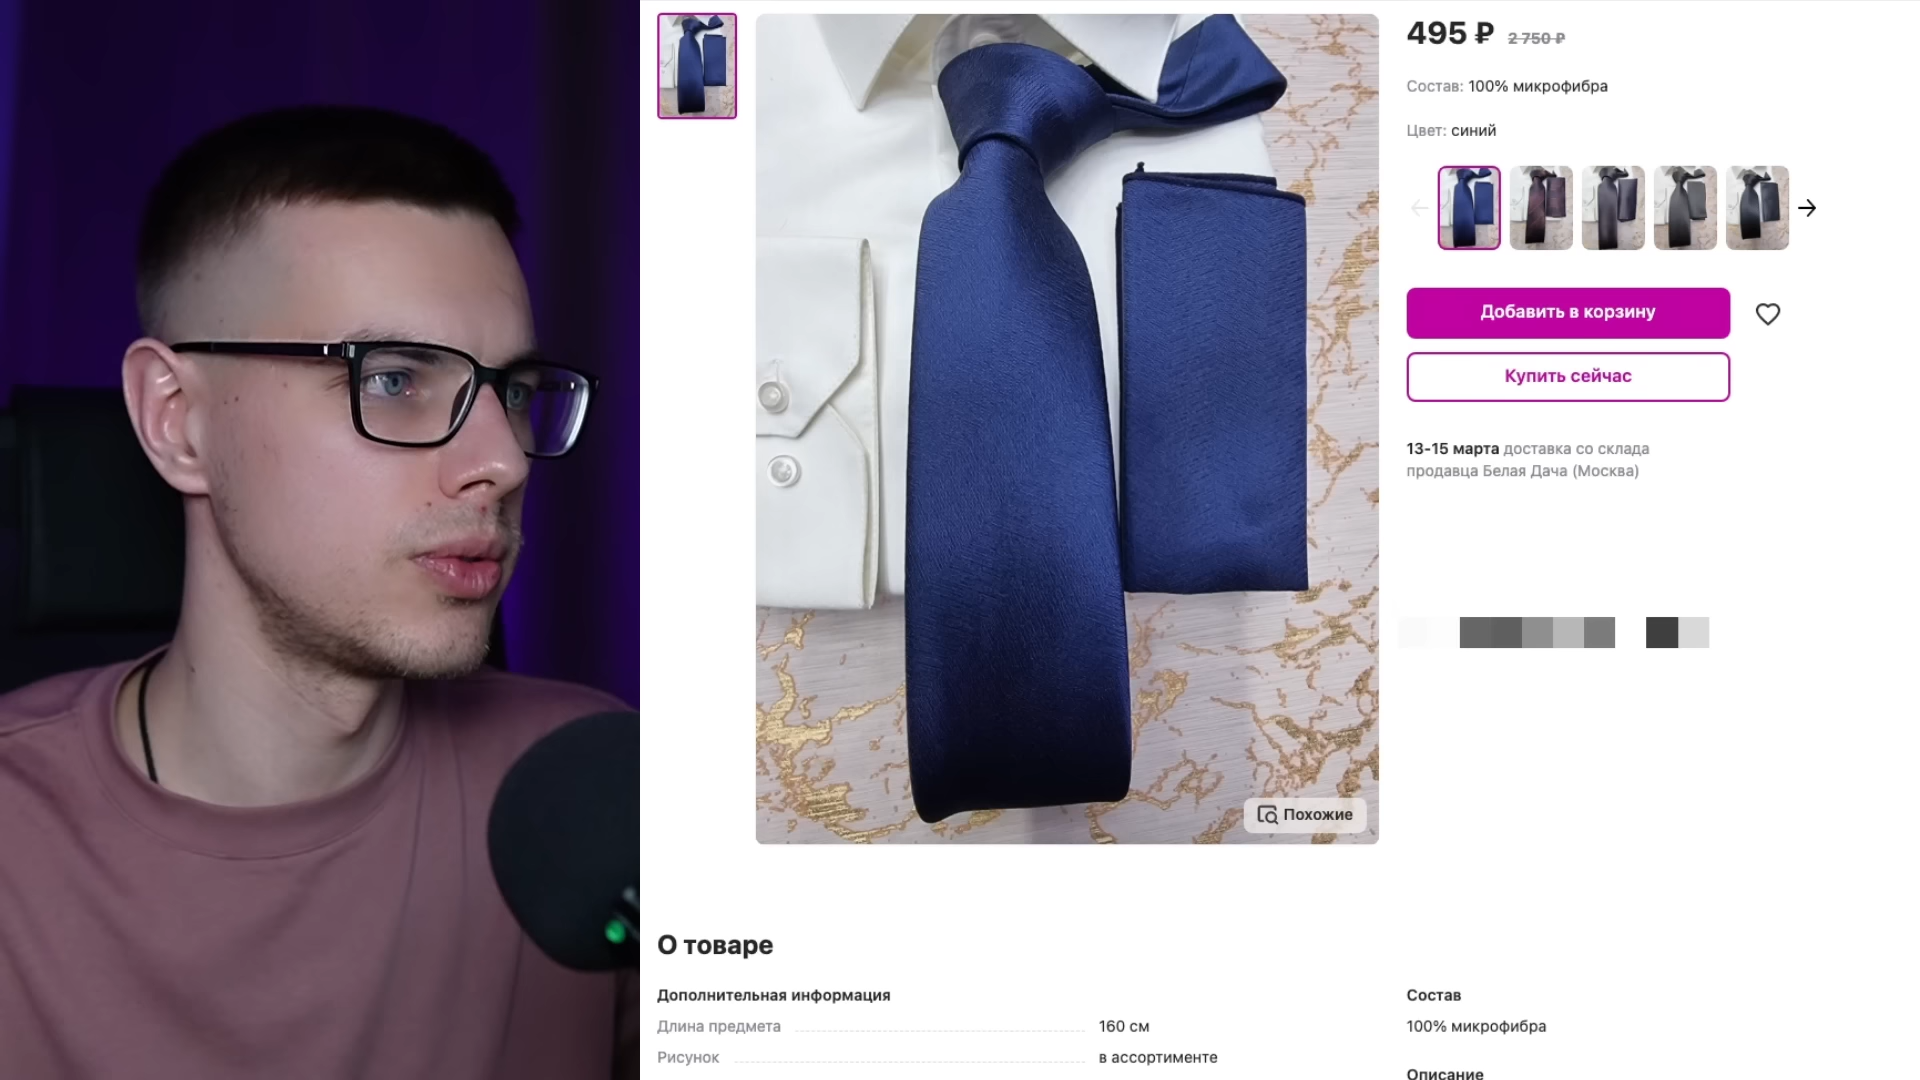 495 ₽ 2 750 ₽
Состав: 100% микрофибра
Цвет: синий
Добавить в корзину
Купить сейчас
13-15 марта доставка со склада
продавца Белая Дача (Москва)
Похожие
О товаре
Дополнительная информация
Длина предмета 160 см
Рисунок в ассортименте
Состав
100% микрофибра
Описание